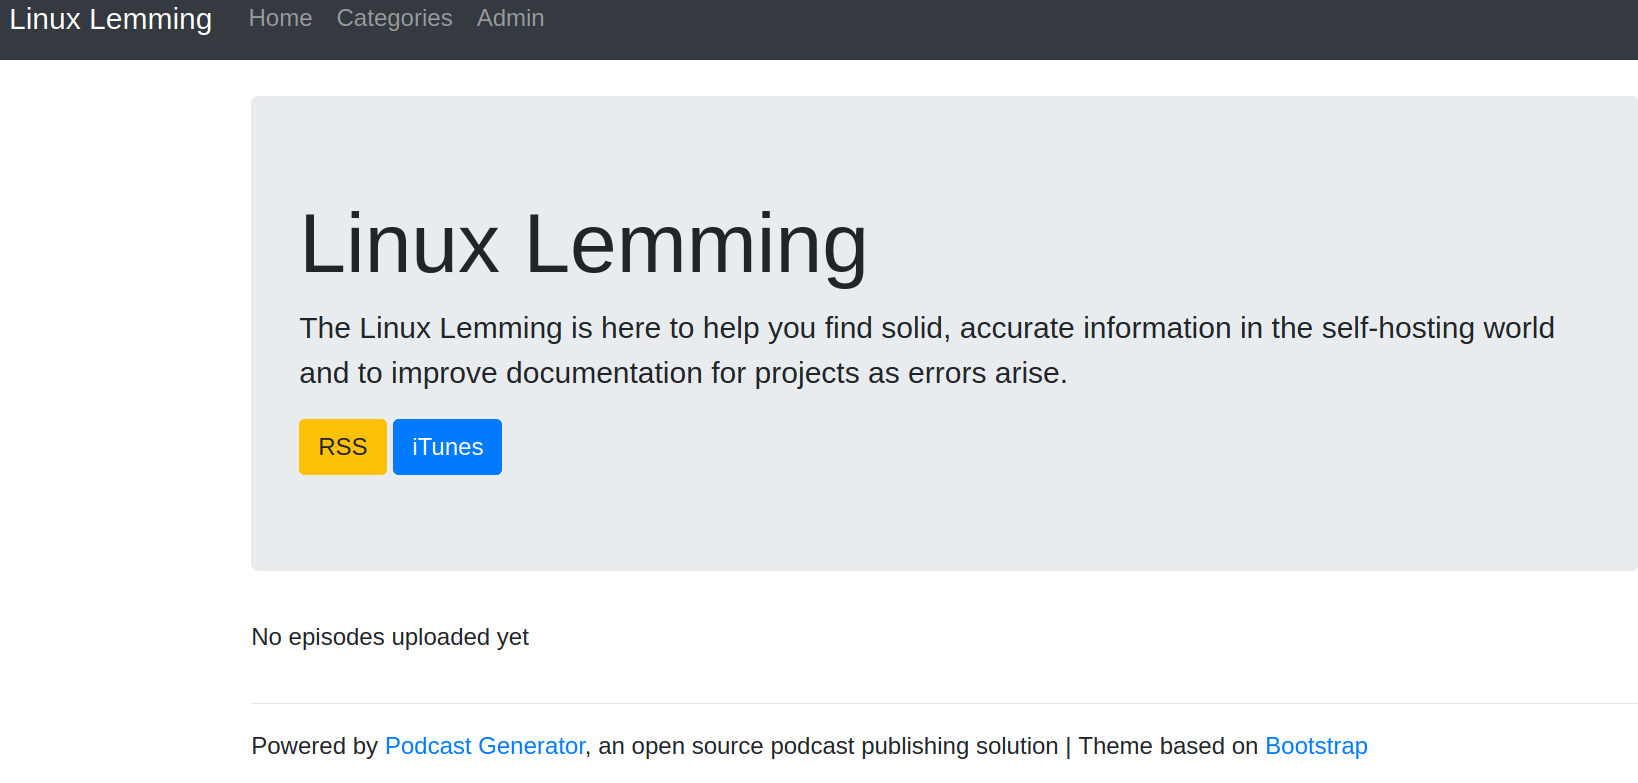 Linux Lemming Home Categories Admin
Linux Lemming
The Linux Lemming is here to help you find solid, accurate information in the self-hosting world
and to improve documentation for projects as errors arise.
RSS iTunes
No episodes uploaded yet
Powered by Podcast Generator, an open source podcast publishing solution | Theme based on Bootstrap